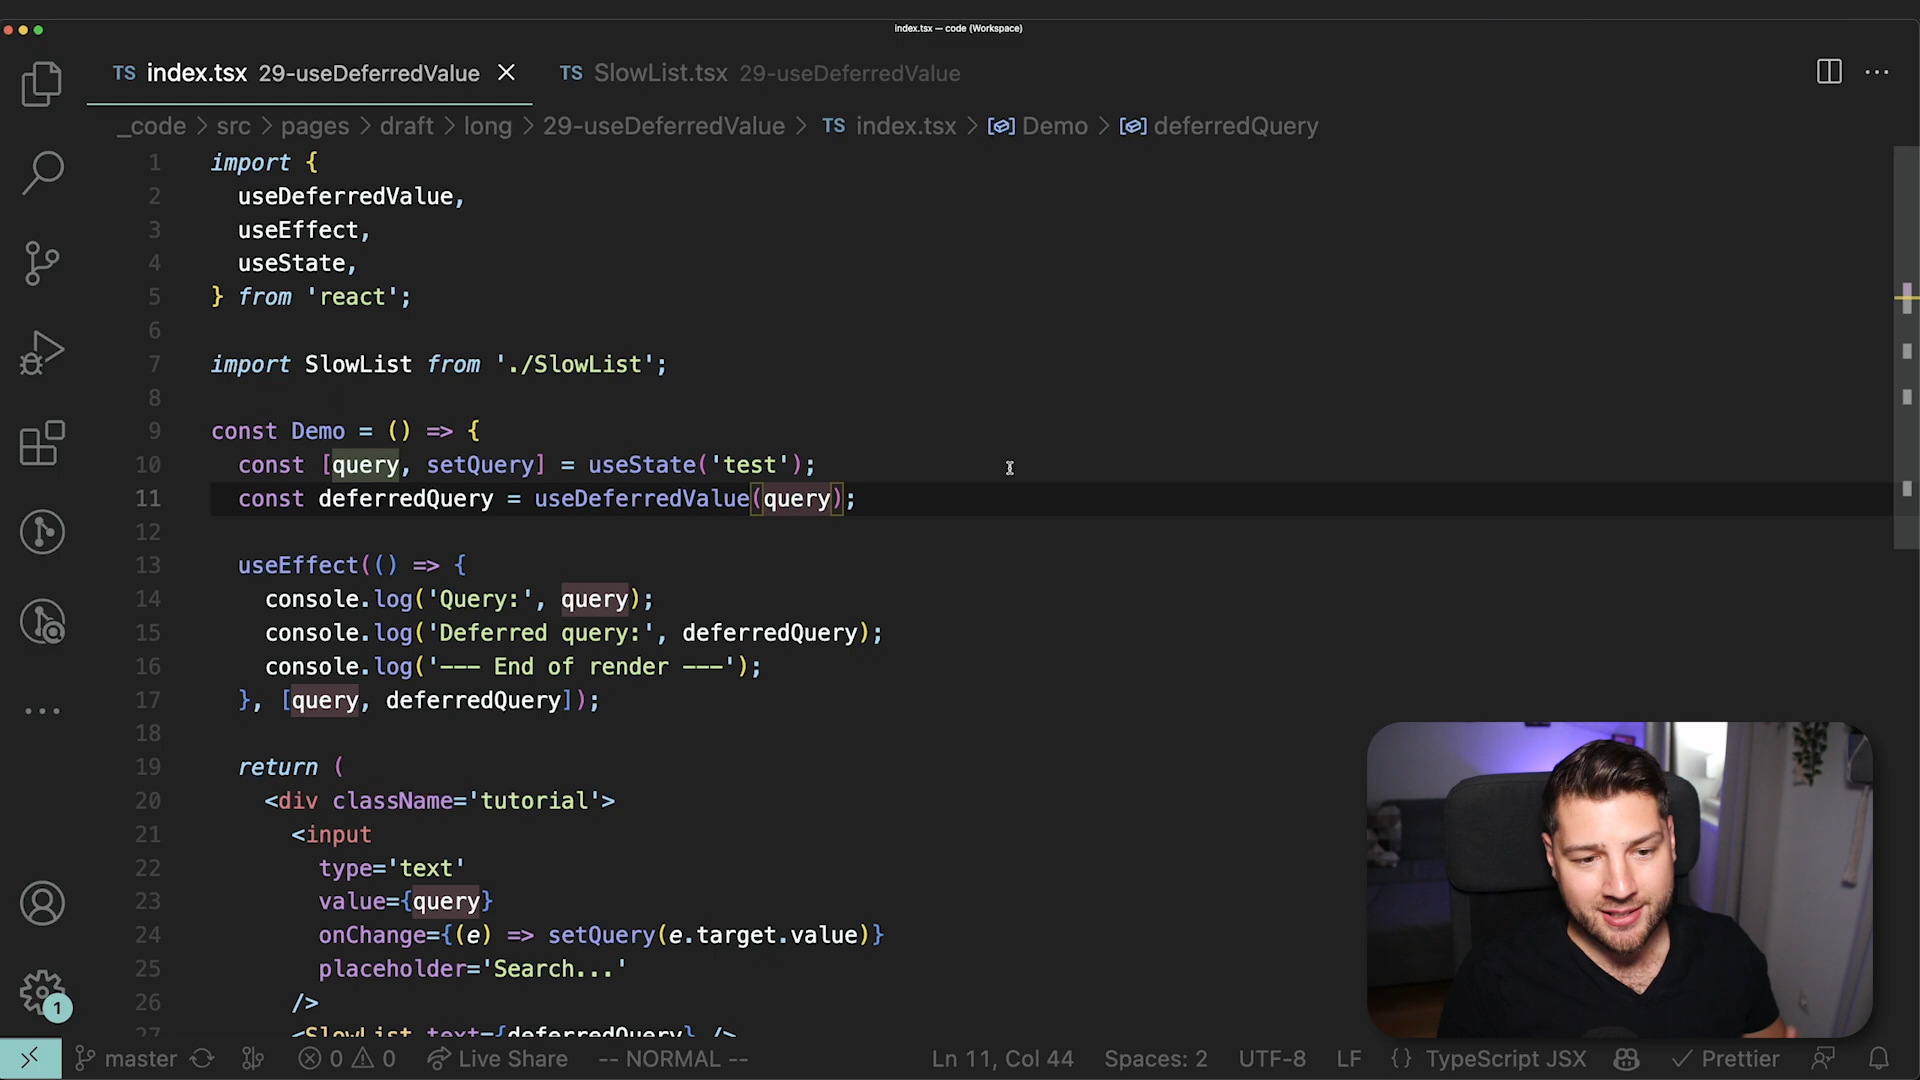 index.tsx — code (Workspace)
TS index.tsx 29-useDeferredValue
TS SlowList.tsx 29-useDeferredValue
_code > src > pages > draft > long > 29-useDeferredValue > TS index.tsx > Demo > deferredQuery
1 import {
2 useDeferredValue,
3 useEffect,
4 useState,
5 } from 'react';
6
7 import SlowList from './SlowList';
8
9 const Demo = () => {
10 const [query, setQuery] = useState('test');
11 const deferredQuery = useDeferredValue(query);
12
13 useEffect(() => {
14 console.log('Query:', query);
15 console.log('Deferred query:', deferredQuery);
16 console.log('--- End of render ---');
17 }, [query, deferredQuery]);
18
19 return (
20 <div className='tutorial'>
21 <input
22 type='text'
23 value={query}
24 onChange={(e) => setQuery(e.target.value)}
25 placeholder='Search...'
26 />
27 <SlowList text={deferredQuery} />
1
master 0 0 Live Share -- NORMAL -- Ln 11, Col 44 Spaces: 2 UTF-8 LF {} TypeScript JSX Prettier